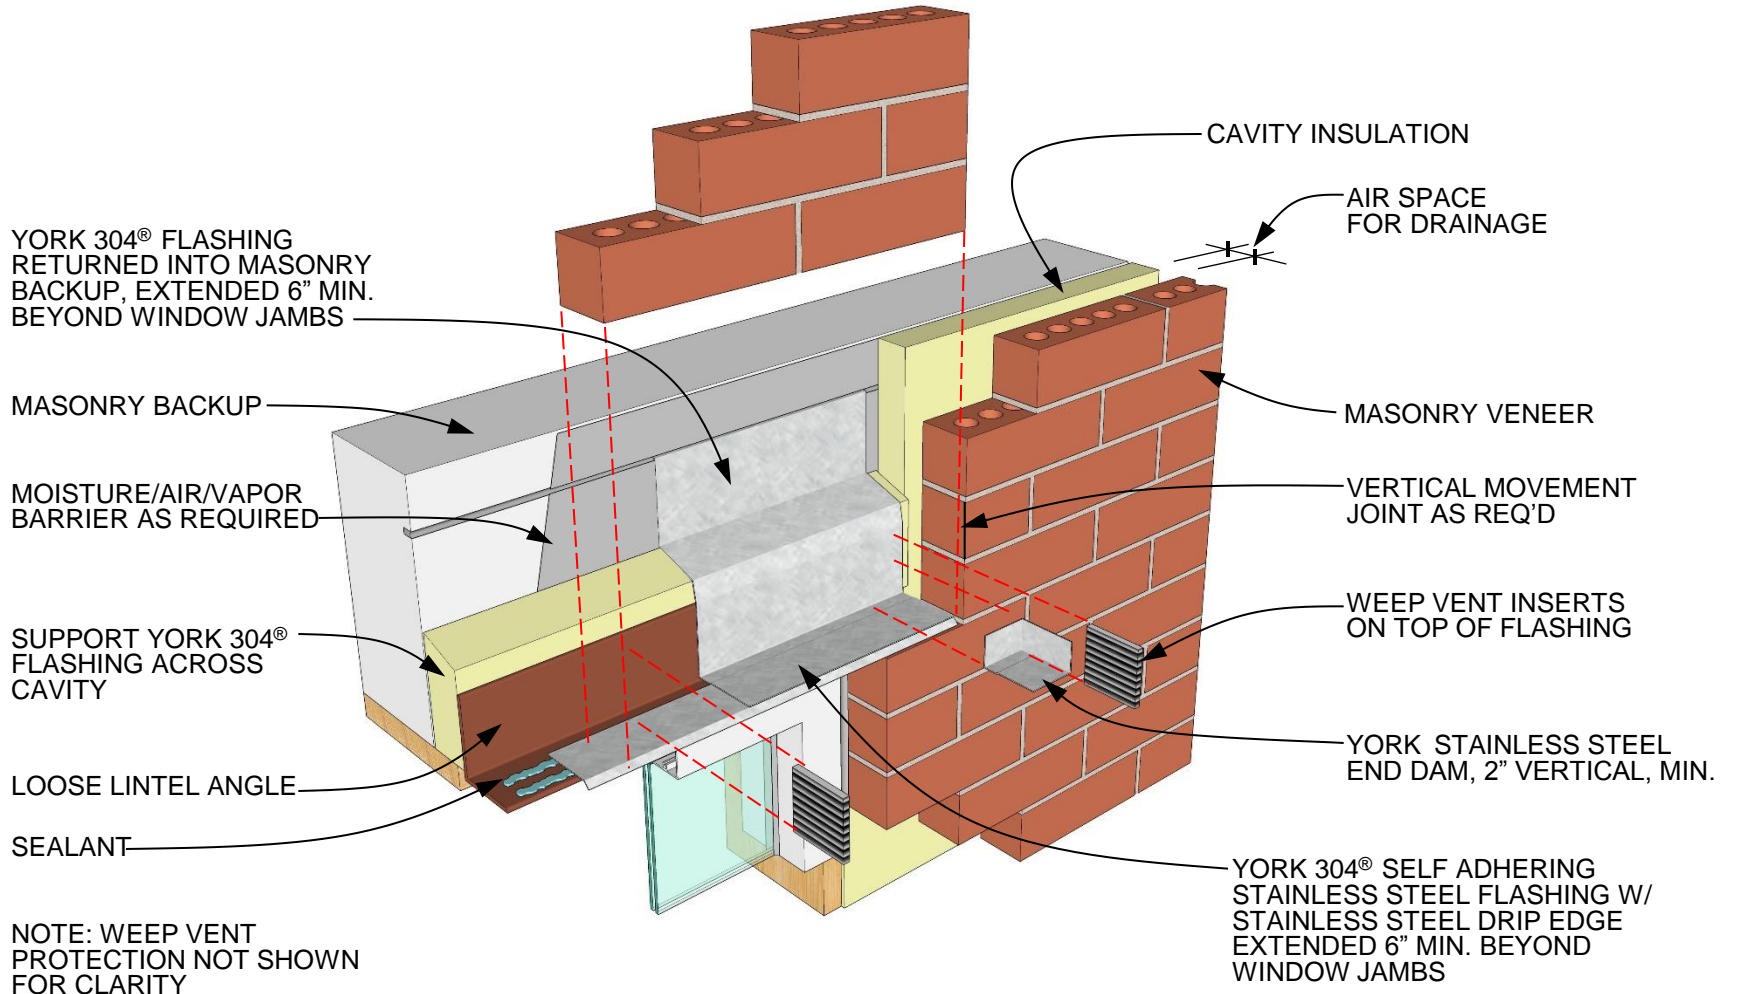 YORK 304® FLASHING
RETURNED INTO MASONRY
BACKUP, EXTENDED 6” MIN.
BEYOND WINDOW JAMBS
MASONRY BACKUP
MOISTURE/AIR/VAPOR
BARRIER AS REQUIRED
SUPPORT YORK 304®
FLASHING ACROSS
CAVITY
LOOSE LINTEL ANGLE
SEALANT
NOTE: WEEP VENT
PROTECTION NOT SHOWN
FOR CLARITY
CAVITY INSULATION
AIR SPACE
FOR DRAINAGE
MASONRY VENEER
VERTICAL MOVEMENT
JOINT AS REQ’D
WEEP VENT INSERTS
ON TOP OF FLASHING
YORK STAINLESS STEEL
END DAM, 2” VERTICAL, MIN.
YORK 304® SELF ADHERING
STAINLESS STEEL FLASHING W/
STAINLESS STEEL DRIP EDGE
EXTENDED 6” MIN. BEYOND
WINDOW JAMBS